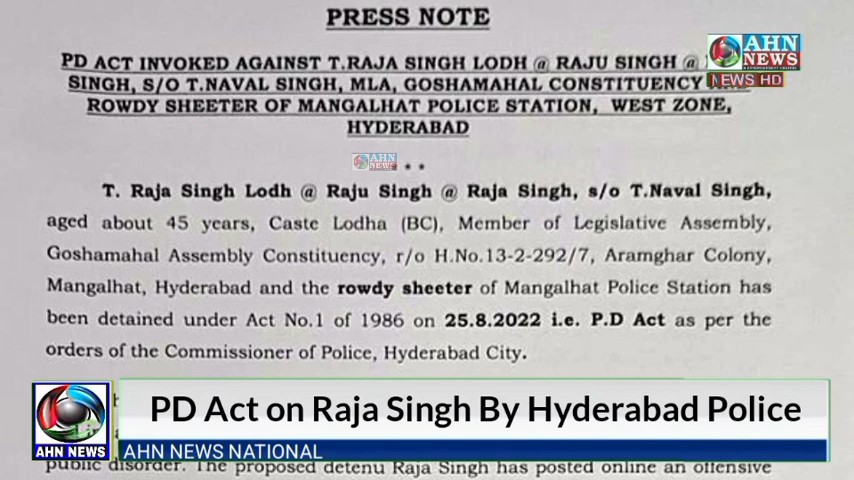 PRESS NOTE
AHN
NEWS
NEWS HD
PD ACT INVOKED AGAINST T.RAJA SINGH LODH @ RAJU SINGH @
SINGH, S/O T.NAVAL SINGH, MLA, GOSHAMAHAL CONSTITUENCY
ROWDY SHEETER OF MANGALHAT POLICE STATION, WEST ZONE,
HYDERABAD
AHN
NEWS
* *
T. Raja Singh Lodh @ Raju Singh @ Raja Singh, s/o T.Naval Singh,
aged about 45 years, Caste Lodha (BC), Member of Legislative Assembly,
Goshamahal Assembly Constituency, r/o H.No.13-2-292/7, Aramghar Colony,
Mangalhat, Hyderabad and the rowdy sheeter of Mangalhat Police Station has
been detained under Act No.1 of 1986 on 25.8.2022 i.e. P.D Act as per the
orders of the Commissioner of Police, Hyderabad City.
PD Act on Raja Singh By Hyderabad Police
AHN NEWS
AHN NEWS NATIONAL
public disorder. The proposed detenu Raja Singh has posted online an offensive